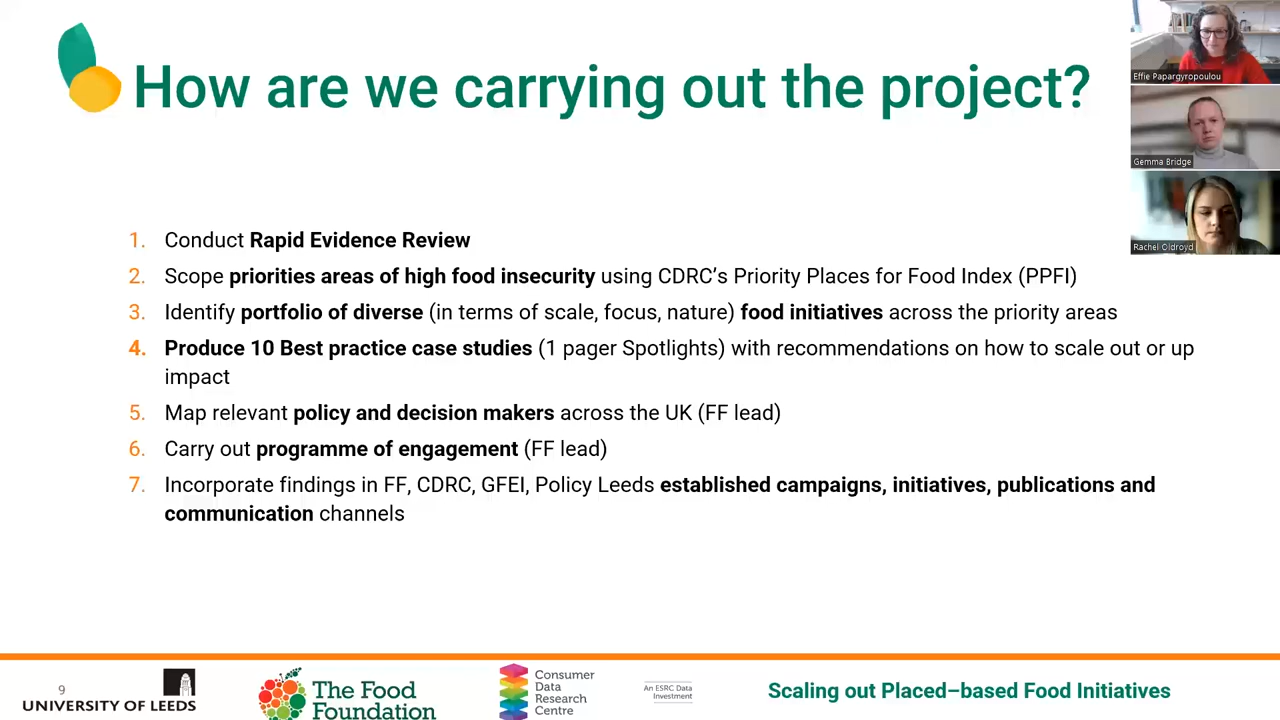 How are we carrying out the project?
Effie Papargyropoulou
Gemma Bridge
Rachel Oldroyd
1. Conduct Rapid Evidence Review
2. Scope priorities areas of high food insecurity using CDRC’s Priority Places for Food Index (PPFI)
3. Identify portfolio of diverse (in terms of scale, focus, nature) food initiatives across the priority areas
4. Produce 10 Best practice case studies (1 pager Spotlights) with recommendations on how to scale out or up
impact
5. Map relevant policy and decision makers across the UK (FF lead)
6. Carry out programme of engagement (FF lead)
7. Incorporate findings in FF, CDRC, GFEI, Policy Leeds established campaigns, initiatives, publications and
communication channels
9
UNIVERSITY OF LEEDS
The Food
Foundation
Consumer
Data
Research
Centre
An ESRC Data
Investment
Scaling out Placed–based Food Initiatives